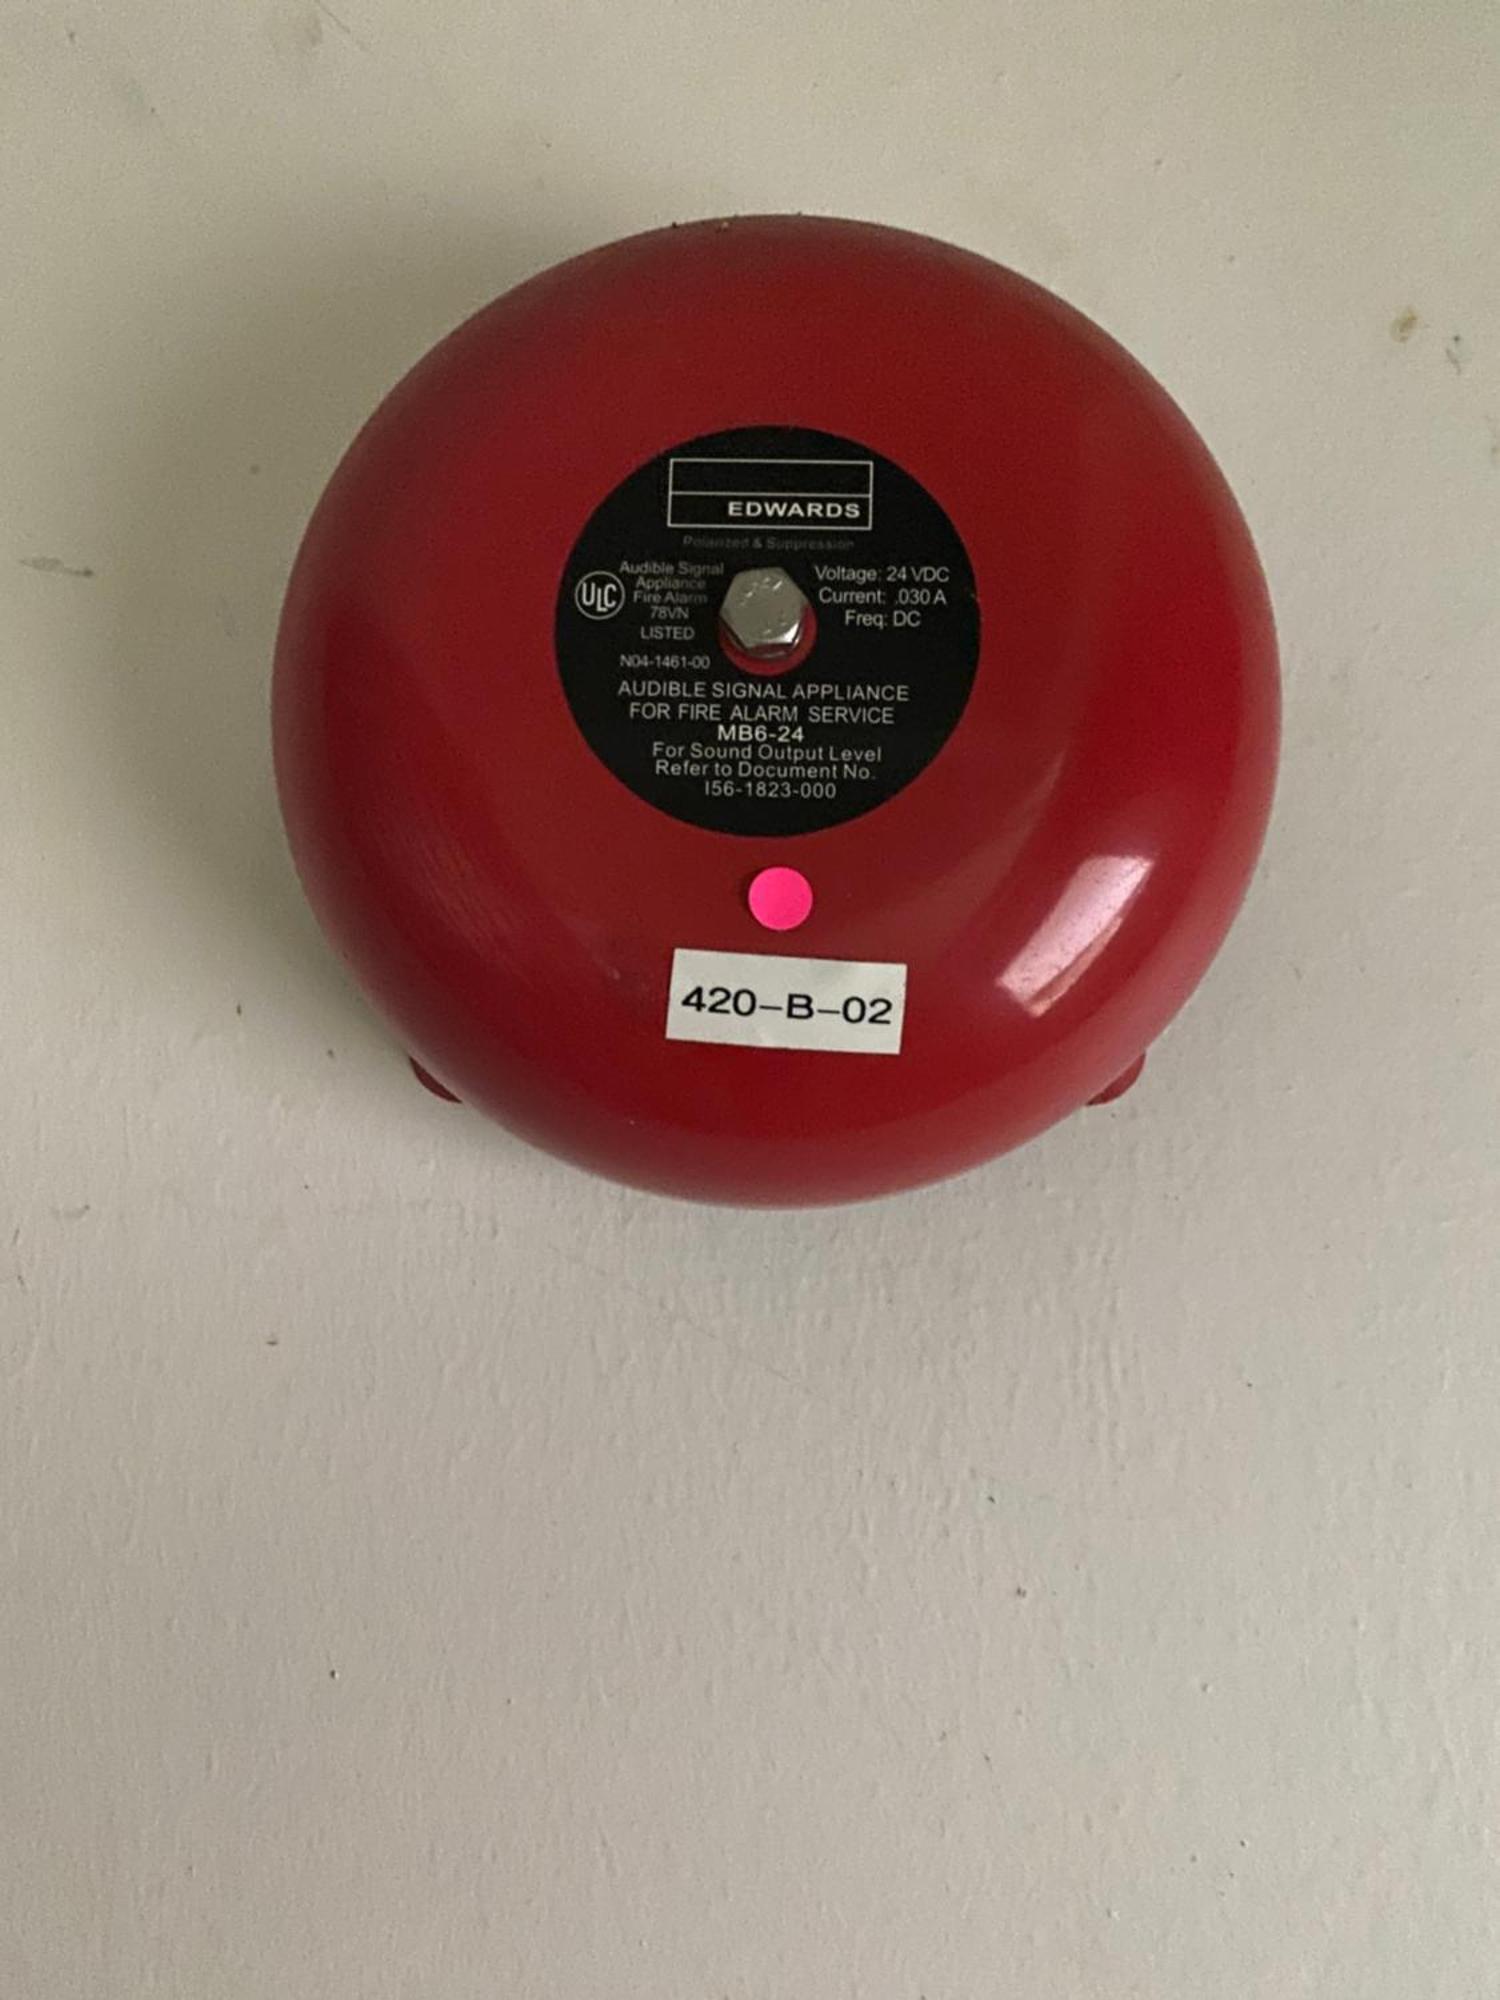 EDWARDS
Polarized & Suppression
Audible Signal
Appliance
Fire Alarm
78VN
LISTED
ULC
N04-1461-00
Voltage: 24 VDC
Current: .030 A
Freq: DC
AUDIBLE SIGNAL APPLIANCE
FOR FIRE ALARM SERVICE
MB6-24
For Sound Output Level
Refer to Document No.
I56-1823-000
420-B-02